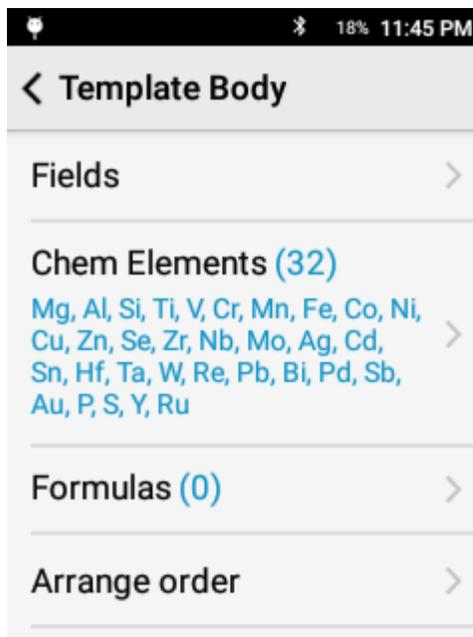 18% 11:45 PM
Template Body
Fields
Chem Elements (32)
Mg, Al, Si, Ti, V, Cr, Mn, Fe, Co, Ni,
Cu, Zn, Se, Zr, Nb, Mo, Ag, Cd,
Sn, Hf, Ta, W, Re, Pb, Bi, Pd, Sb,
Au, P, S, Y, Ru
Formulas (0)
Arrange order